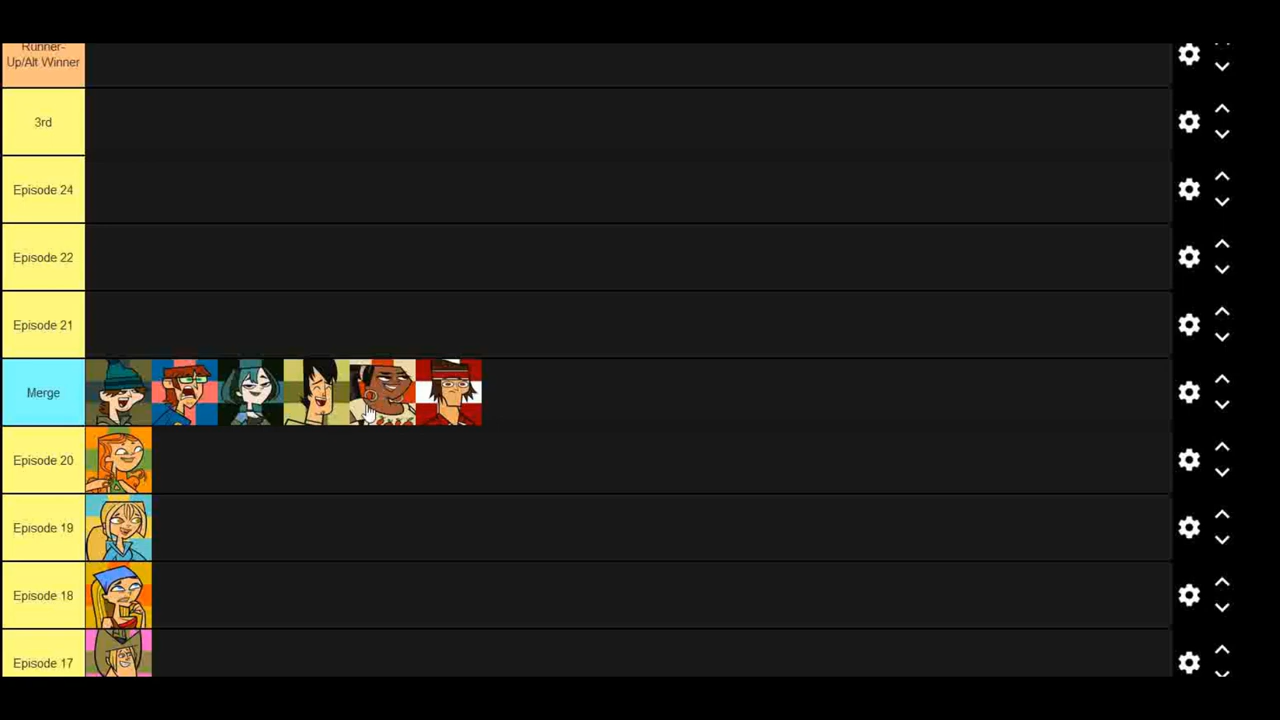 Runner-
Up/Alt Winner
3rd
Episode 24
Episode 22
Episode 21
Merge
Episode 20
Episode 19
Episode 18
Episode 17